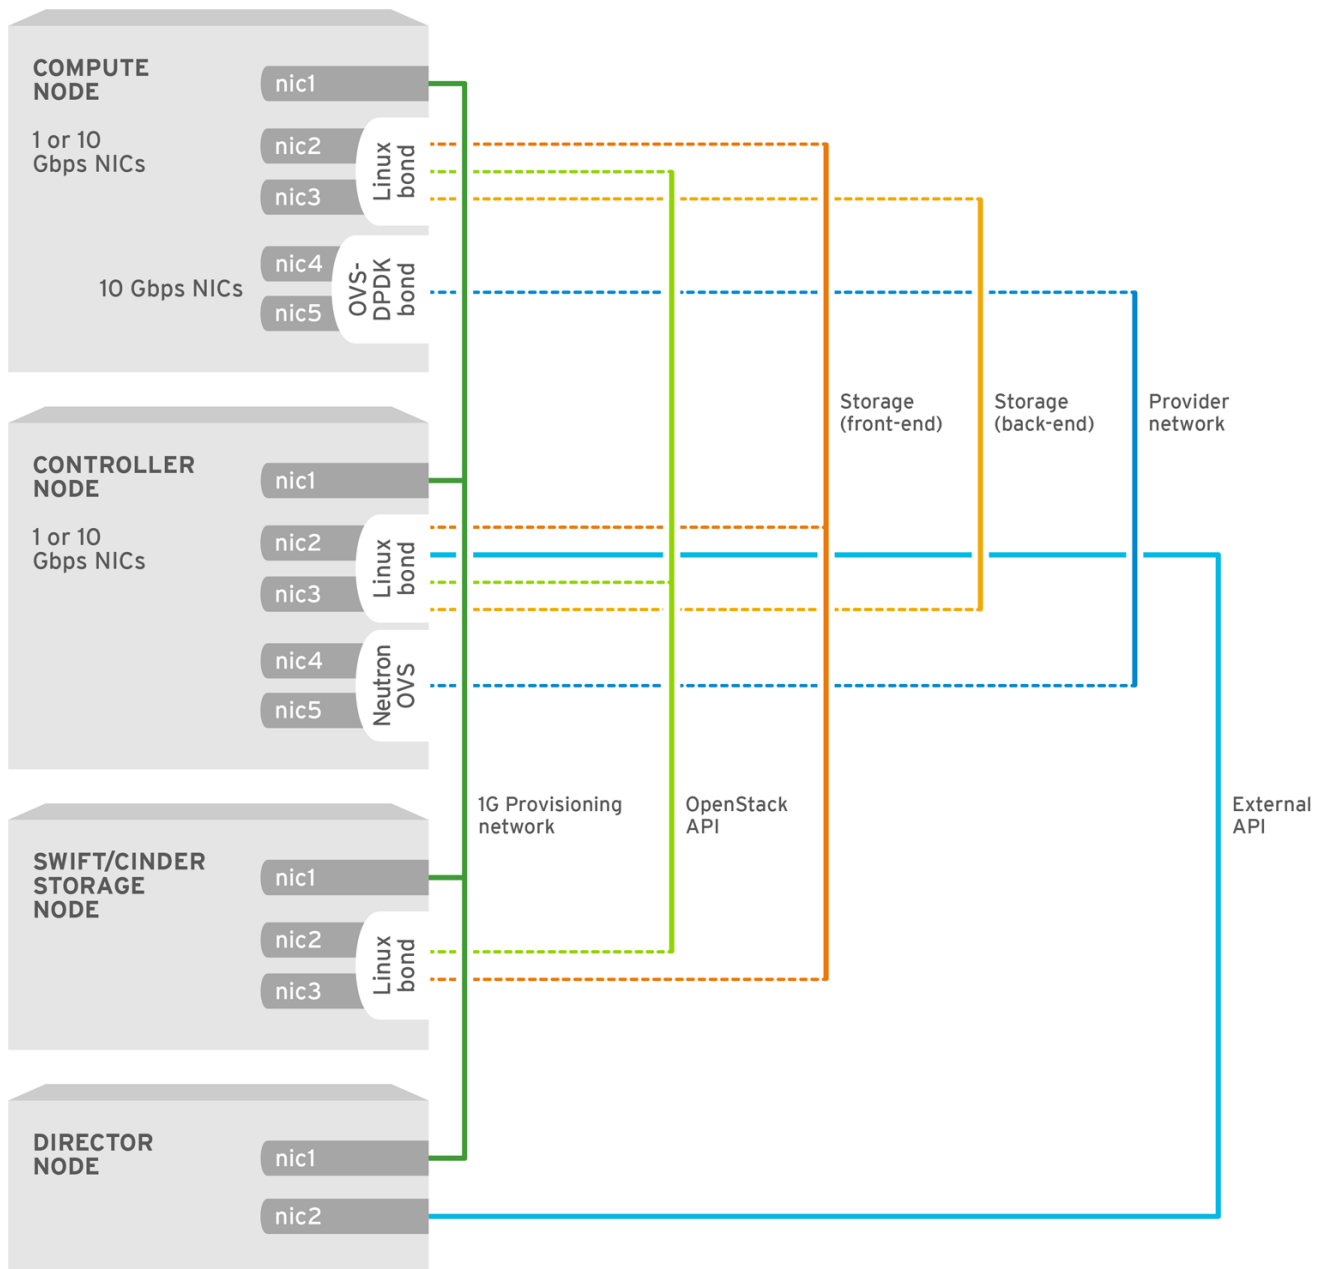 COMPUTE
NODE
1 or 10
Gbps NICs
10 Gbps NICs
nic1
nic2
nic3
nic4
nic5
Linux
bond
OVS-
DPDK
bond
Storage
(front-end)
Storage
(back-end)
Provider
network
CONTROLLER
NODE
1 or 10
Gbps NICs
nic1
nic2
nic3
nic4
nic5
Linux
bond
Neutron
OVS
1G Provisioning
network
OpenStack
API
External
API
SWIFT/CINDER
STORAGE
NODE
nic1
nic2
nic3
Linux
bond
DIRECTOR
NODE
nic1
nic2